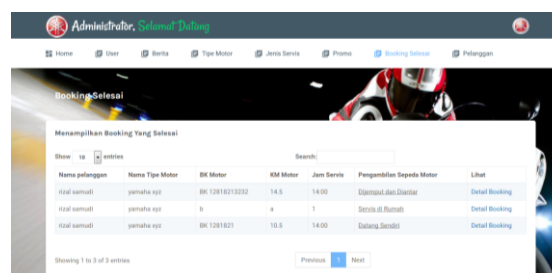 Administrator, Selamat Datang
Home User Berita Tipe Motor Jenis Servis Promo Booking Selesai Pelanggan
Booking Selesai
Menampilkan Booking Yang Selesai
Show 10 entries Search:
Nama pelanggan Nama Tipe Motor BK Motor KM Motor Jam Servis Pengambilan Sepeda Motor Lihat
rizal samudi yamaha xyz BK 12818213232 14.5 14:00 Dijemput dan Diantar Detail Booking
rizal samudi yamaha xyz b a 1 Servis di Rumah Detail Booking
rizal samudi yamaha xyz BK 1281821 10.5 14:00 Datang Sendiri Detail Booking
Showing 1 to 3 of 3 entries Previous 1 Next